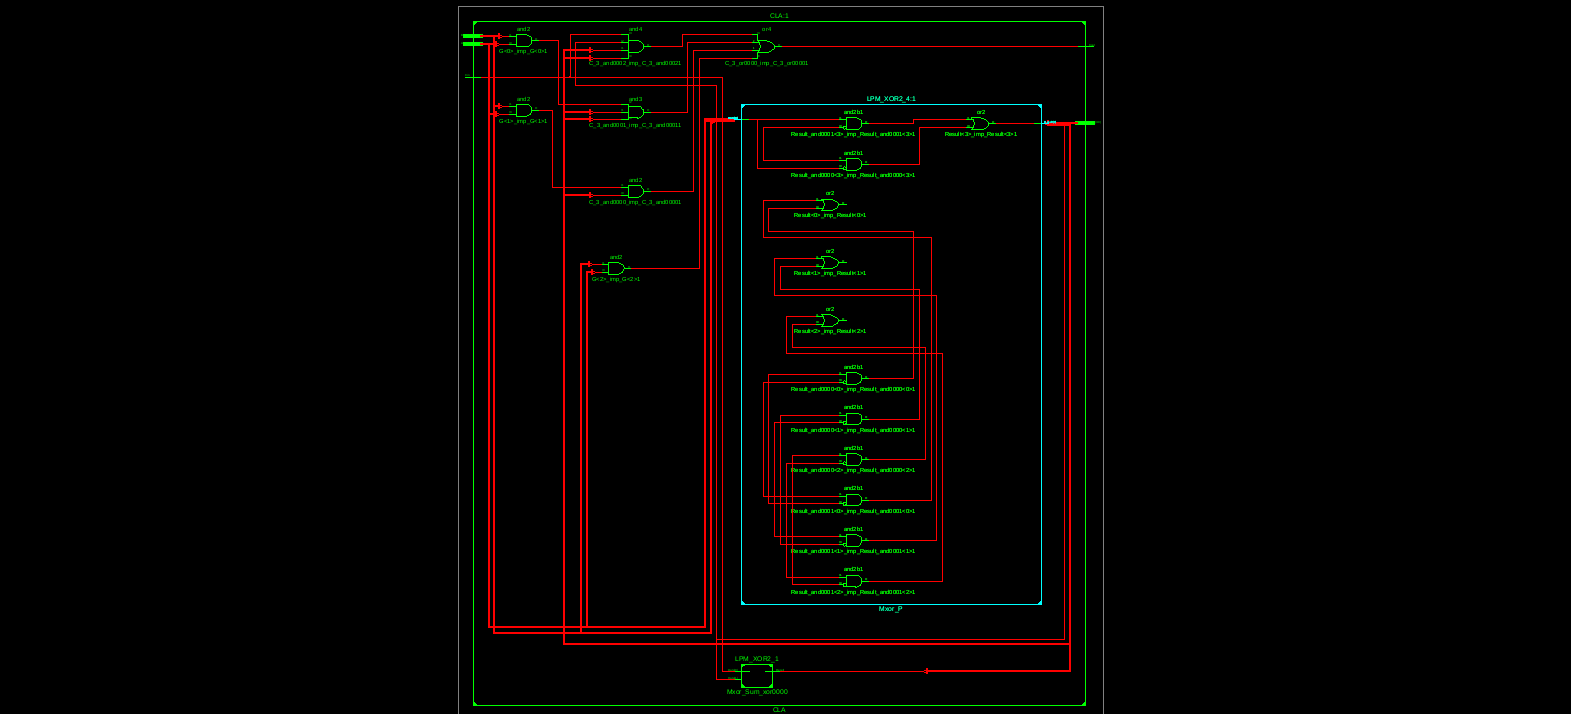 CLA:1
and2
G<0>_imp_G<0>1
and4
C_3_and0002_imp_C_3_and00021
or4
C_3_or0000_imp_C_3_or00001
and2
G<1>_imp_G<1>1
and3
C_3_and0001_imp_C_3_and00011
and2
C_3_and0000_imp_C_3_and00001
and2
G<2>_imp_G<2>1
LPM_XOR2_4:1
and2b1
Result_and0001<3>_imp_Result_and0001<3>1
or2
Result<3>_imp_Result<3>1
and2b1
Result_and0000<3>_imp_Result_and0000<3>1
or2
Result<0>_imp_Result<0>1
or2
Result<1>_imp_Result<1>1
or2
Result<2>_imp_Result<2>1
and2b1
Result_and0000<0>_imp_Result_and0000<0>1
and2b1
Result_and0000<1>_imp_Result_and0000<1>1
and2b1
Result_and0000<2>_imp_Result_and0000<2>1
and2b1
Result_and0001<0>_imp_Result_and0001<0>1
and2b1
Result_and0001<1>_imp_Result_and0001<1>1
and2b1
Result_and0001<2>_imp_Result_and0001<2>1
Mxor_P
LPM_XOR2_1
Mxor_Sum_xor0000
CLA